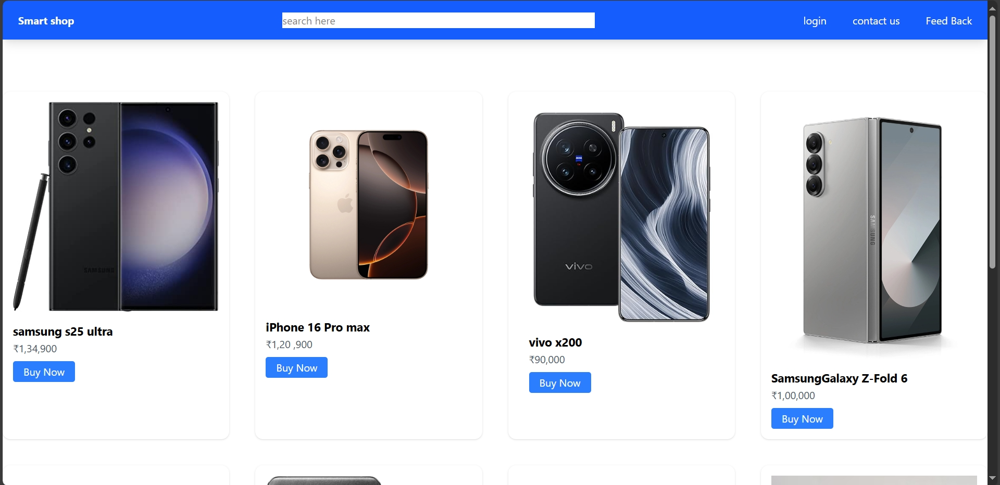 Smart shop
search here
login
contact us
Feed Back
SAMSUNG
samsung s25 ultra
₹1,34,900
Buy Now
iPhone 16 Pro max
₹1,20 ,900
Buy Now
vivo
vivo x200
₹90,000
Buy Now
SAMSUNG
SamsungGalaxy Z-Fold 6
₹1,00,000
Buy Now